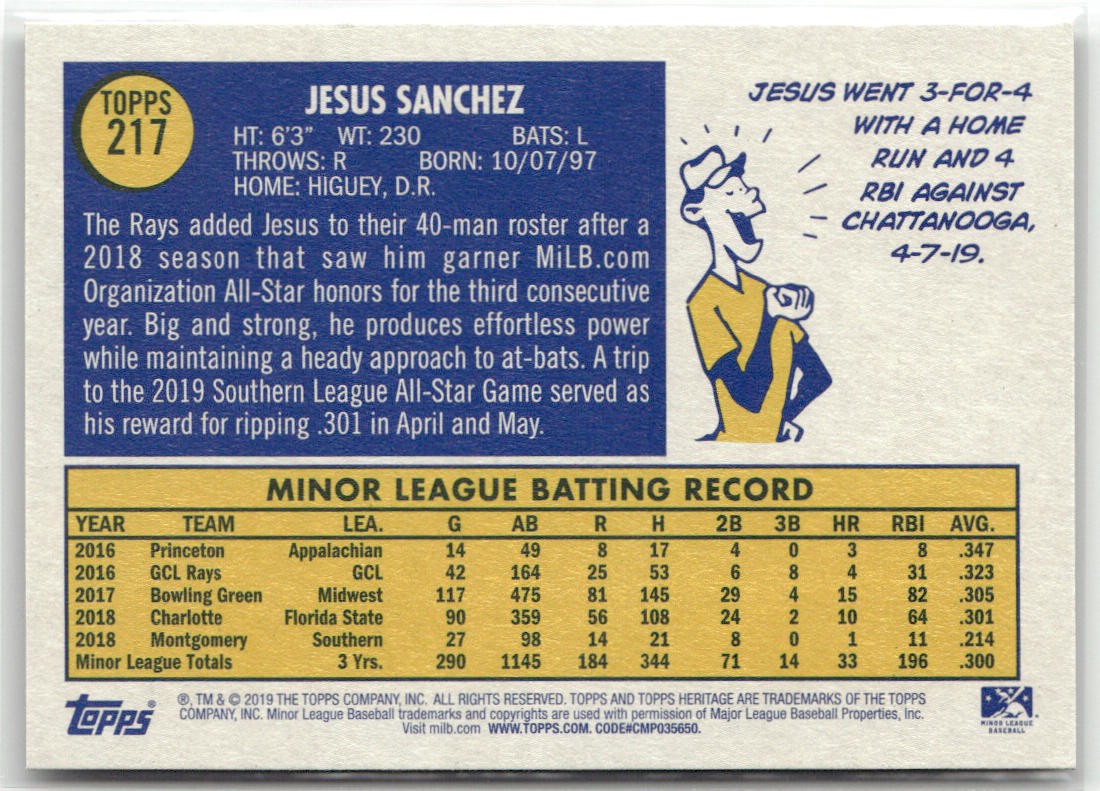 TOPPS
217
JESUS SANCHEZ
HT: 6'3" WT: 230 BATS: L
THROWS: R BORN: 10/07/97
HOME: HIGUEY, D.R.
The Rays added Jesus to their 40-man roster after a
2018 season that saw him garner MiLB.com
Organization All-Star honors for the third consecutive
year. Big and strong, he produces effortless power
while maintaining a heady approach to at-bats. A trip
to the 2019 Southern League All-Star Game served as
his reward for ripping .301 in April and May.
JESUS WENT 3-FOR-4
WITH A HOME
RUN AND 4
RBI AGAINST
CHATTANOOGA,
4-7-19.
MINOR LEAGUE BATTING RECORD
YEAR TEAM LEA. G AB R H 2B 3B HR RBI AVG.
2016 Princeton Appalachian 14 49 8 17 4 0 3 8 .347
2016 GCL Rays GCL 42 164 25 53 6 8 4 31 .323
2017 Bowling Green Midwest 117 475 81 145 29 4 15 82 .305
2018 Charlotte Florida State 90 359 56 108 24 2 10 64 .301
2018 Montgomery Southern 27 98 14 21 8 0 1 11 .214
Minor League Totals 3 Yrs. 290 1145 184 344 71 14 33 196 .300
topps®
®, TM & © 2019 THE TOPPS COMPANY, INC. ALL RIGHTS RESERVED. TOPPS AND TOPPS HERITAGE ARE TRADEMARKS OF THE TOPPS
COMPANY, INC. Minor League Baseball trademarks and copyrights are used with permission of Major League Baseball Properties, Inc.
Visit milb.com WWW.TOPPS.COM. CODE#CMP035650.
MINOR LEAGUE
BASEBALL